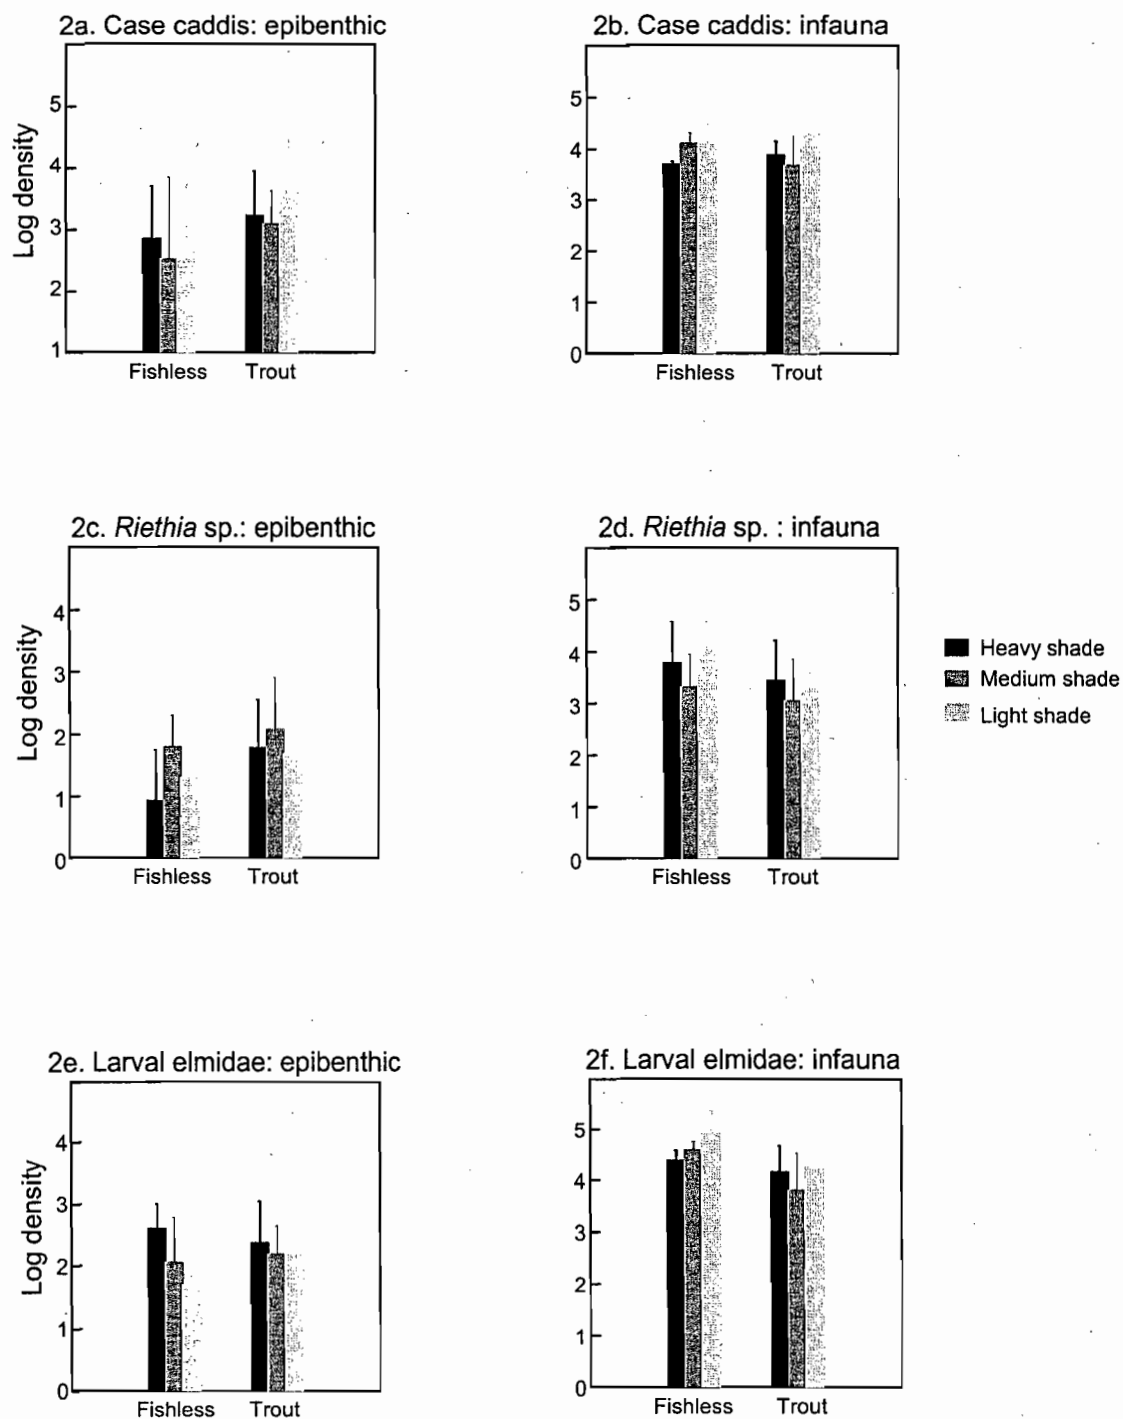 2a. Case caddis: epibenthic
Log density
5
4
3
2
1
Fishless Trout
2b. Case caddis: infauna
5
4
3
2
1
0
Fishless Trout
2c. Riethia sp.: epibenthic
Log density
4
3
2
1
0
Fishless Trout
2d. Riethia sp. : infauna
5
4
3
2
1
0
Fishless Trout
Heavy shade
Medium shade
Light shade
2e. Larval elmidae: epibenthic
Log density
4
3
2
1
0
Fishless Trout
2f. Larval elmidae: infauna
5
4
3
2
1
0
Fishless Trout